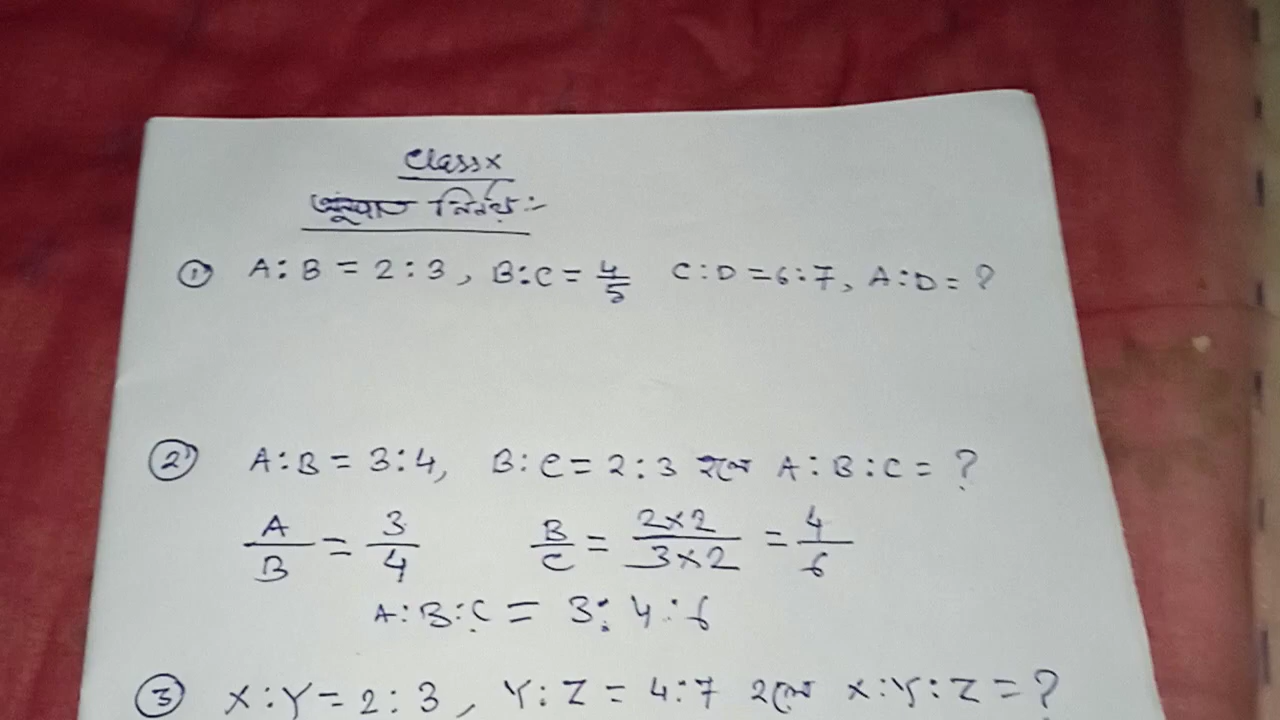 Class X
অনুপাত নির্ণয় :-
① A : B = 2 : 3 , B : C = 4/5 C : D = 6 : 7 , A : D = ?
② A : B = 3 : 4, B : C = 2 : 3 হলে A : B : C = ?
A/B = 3/4 B/C = 2×2/3×2 = 4/6
A : B : C = 3 : 4 : 6
③ X : Y = 2 : 3 , Y : Z = 4 : 7 হলে X : Y : Z = ?